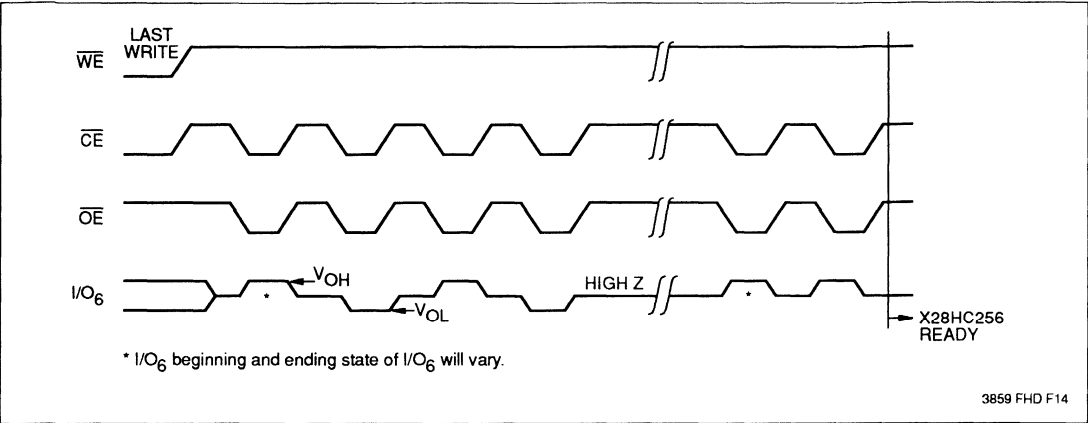 LAST
WRITE
WE
CE
OE
I/O6
VOH
VOL
HIGH Z
*
*
X28HC256
READY
* I/O6 beginning and ending state of I/O6 will vary.
3859 FHD F14